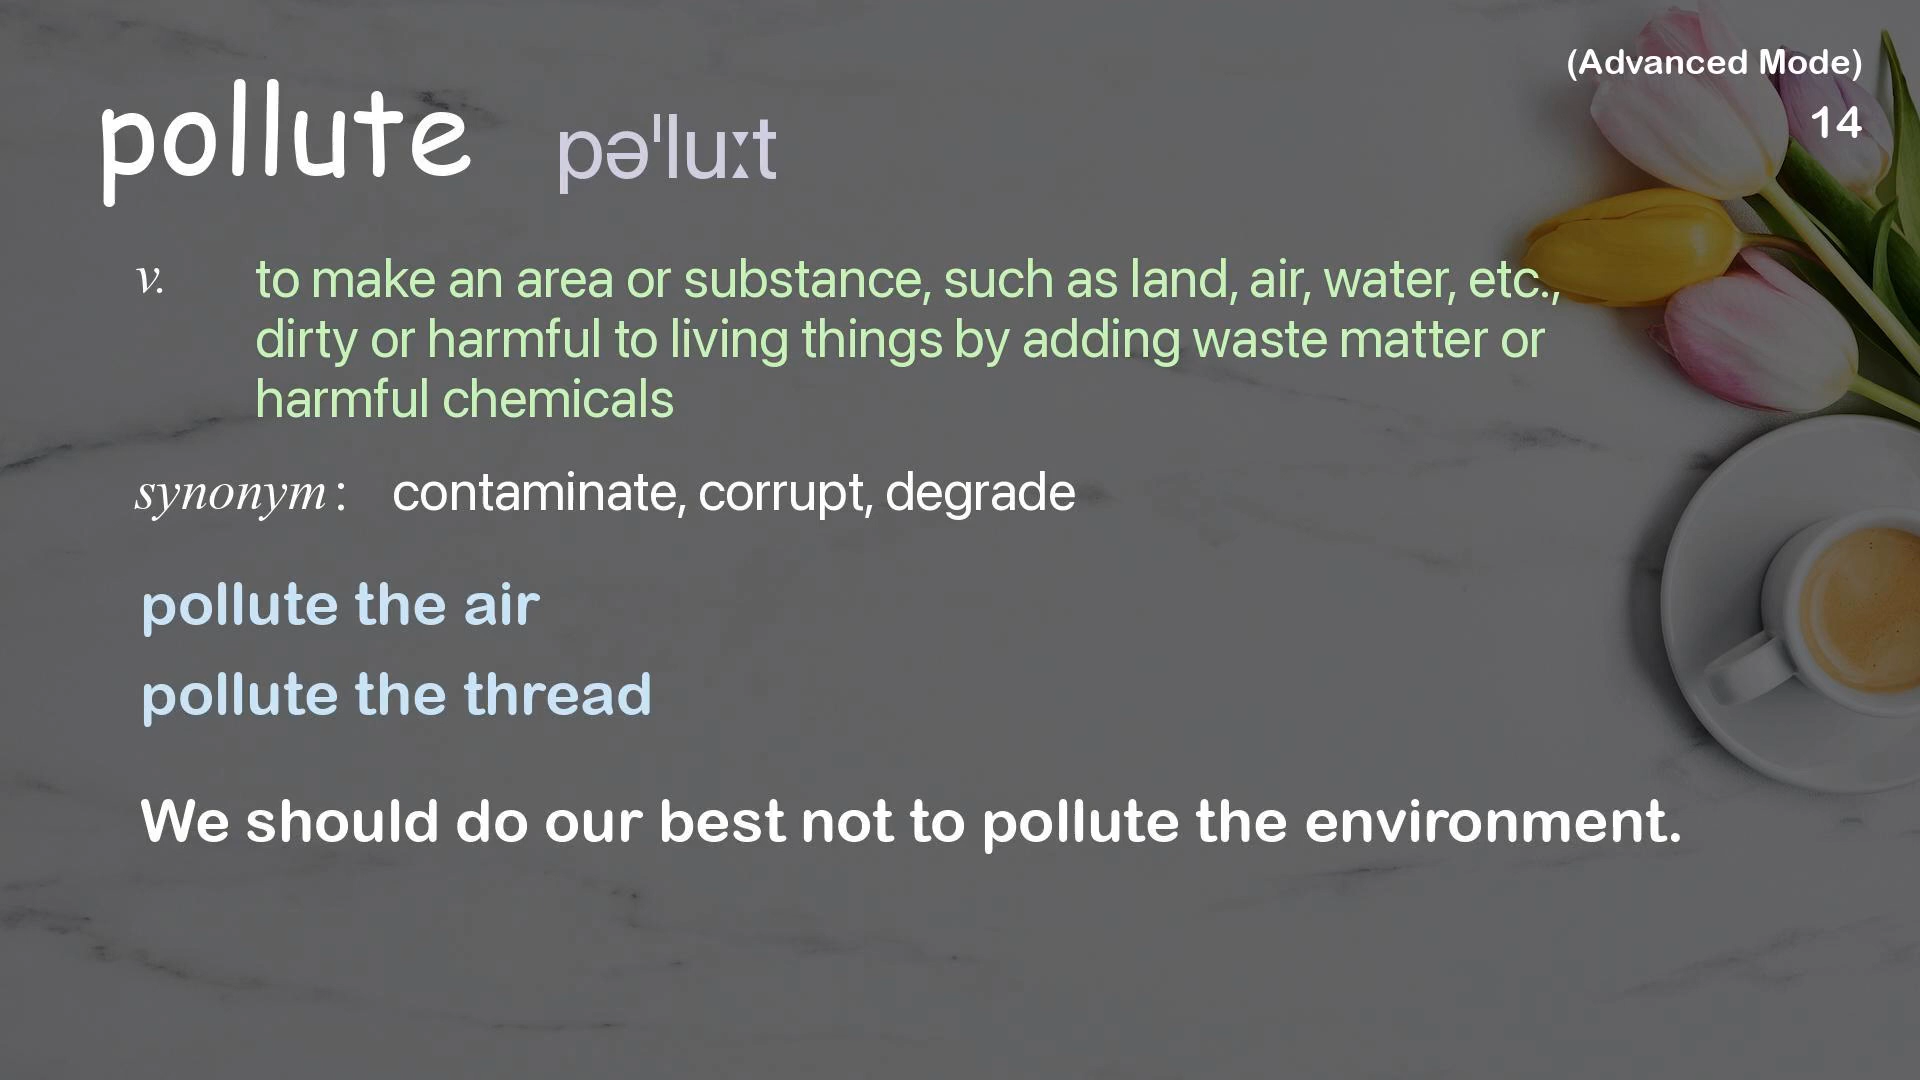 (Advanced Mode)
14
pollute pəˈluːt
v. to make an area or substance, such as land, air, water, etc.,
dirty or harmful to living things by adding waste matter or
harmful chemicals
synonym : contaminate, corrupt, degrade
pollute the air
pollute the thread
We should do our best not to pollute the environment.